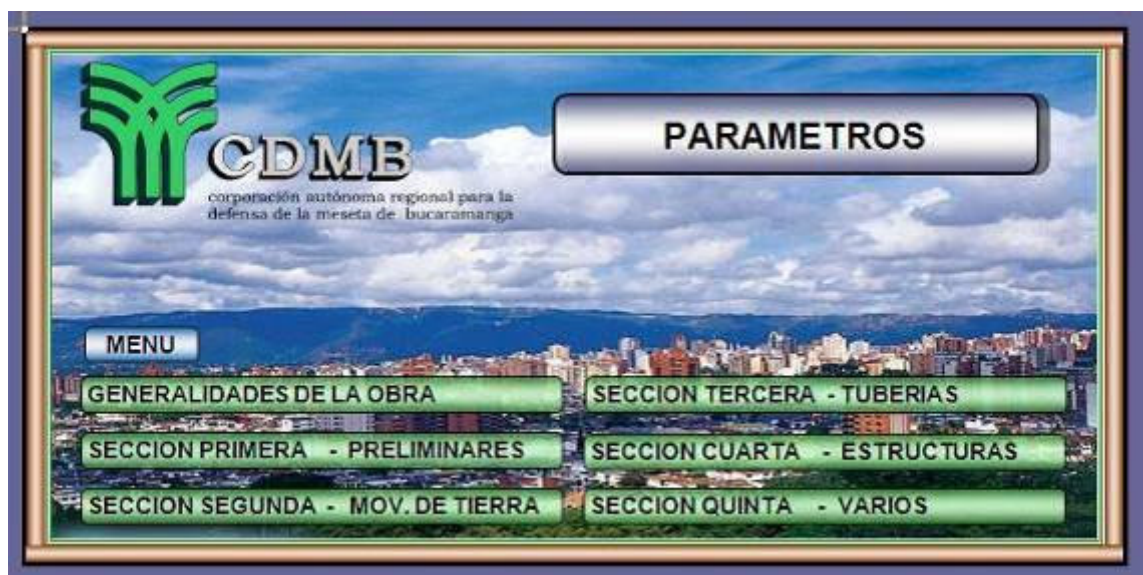 CDMB
corporación autónoma regional para la
defensa de la meseta de bucaramanga
PARAMETROS
MENU
GENERALIDADES DE LA OBRA
SECCION PRIMERA - PRELIMINARES
SECCION SEGUNDA - MOV. DE TIERRA
SECCION TERCERA - TUBERIAS
SECCION CUARTA - ESTRUCTURAS
SECCION QUINTA - VARIOS